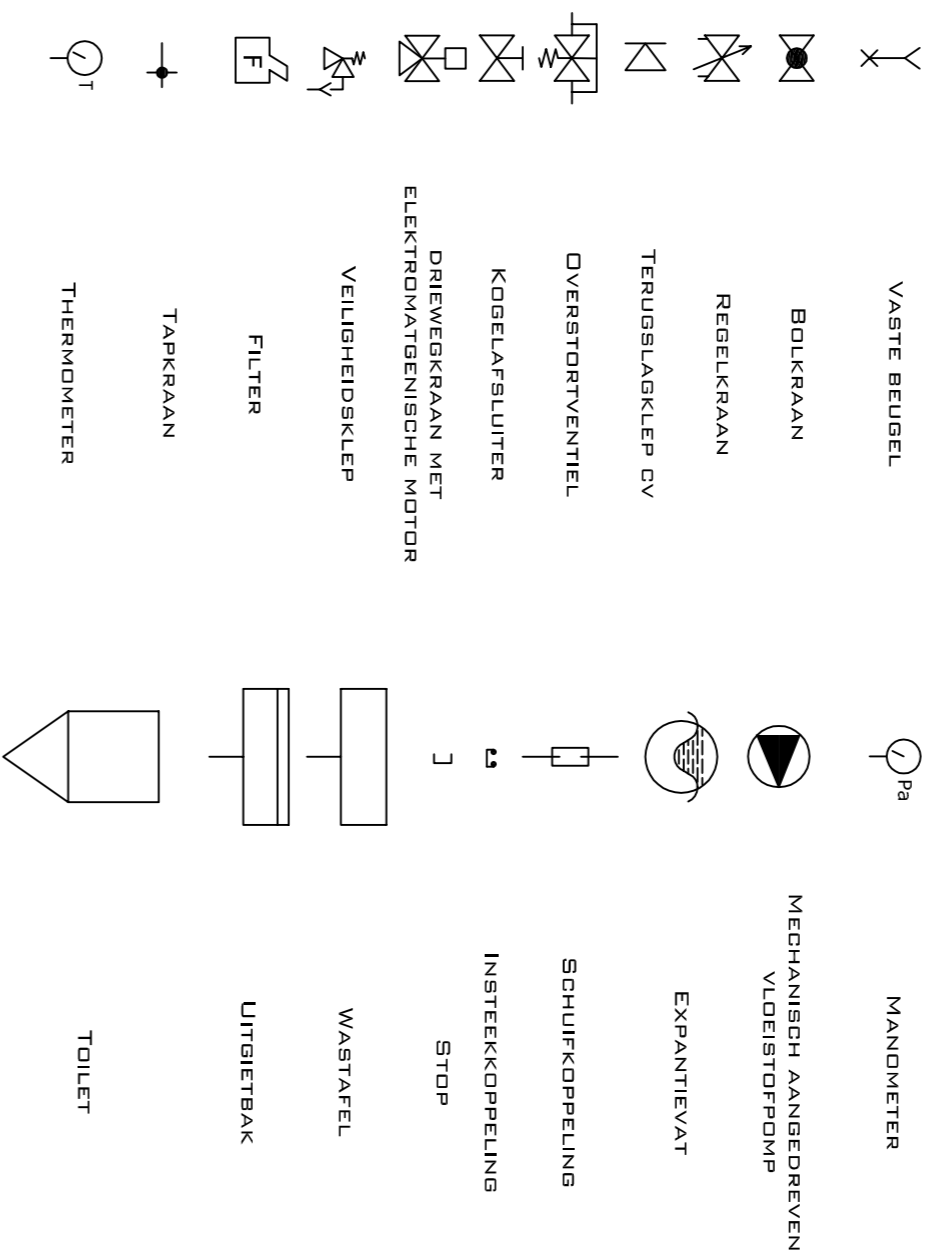 VASTE BEUGEL
BOLKRAAN
REGELKRAAN
TERUGSLAGKLEP CV
OVERSTORTVENTIEL
KOGELAFSLUITER
DRIEWEGKRAAN MET
ELEKTROMATGENISCHE MOTOR
VEILIGHEIDSKLEP
F
FILTER
TAPKRAAN
T
THERMOMETER
Pa
MANOMETER
MECHANISCH AANGEDREVEN
VLOEISTOFPOMP
EXPANTIEVAT
SCHUIFKOPPELING
INSTEEKKOPPELING
STOP
WASTAFEL
UITGIETBAK
TOILET